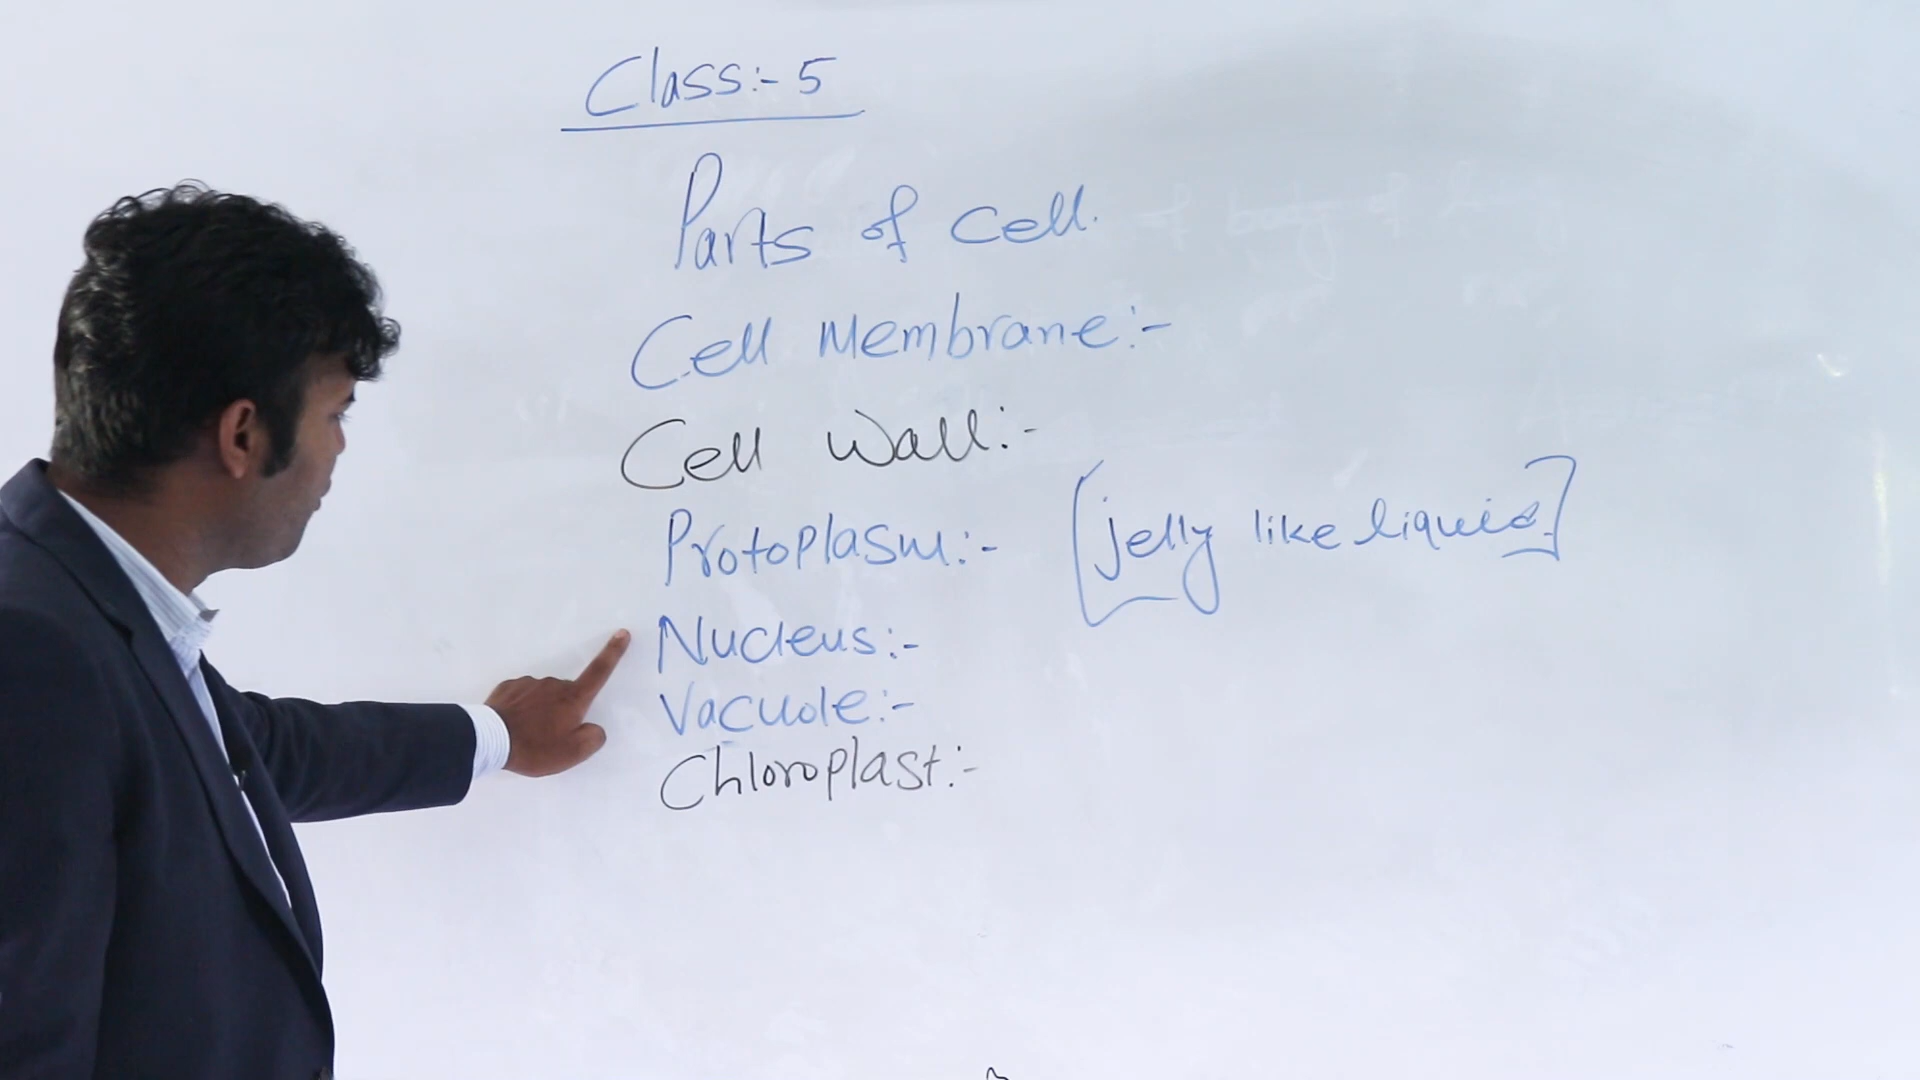 Class:- 5
Parts of cell.
Cell Membrane:-
Cell Wall:-
Protoplasm:- [jelly like liquid]
Nucleus:-
Vacuole:-
Chloroplast:-